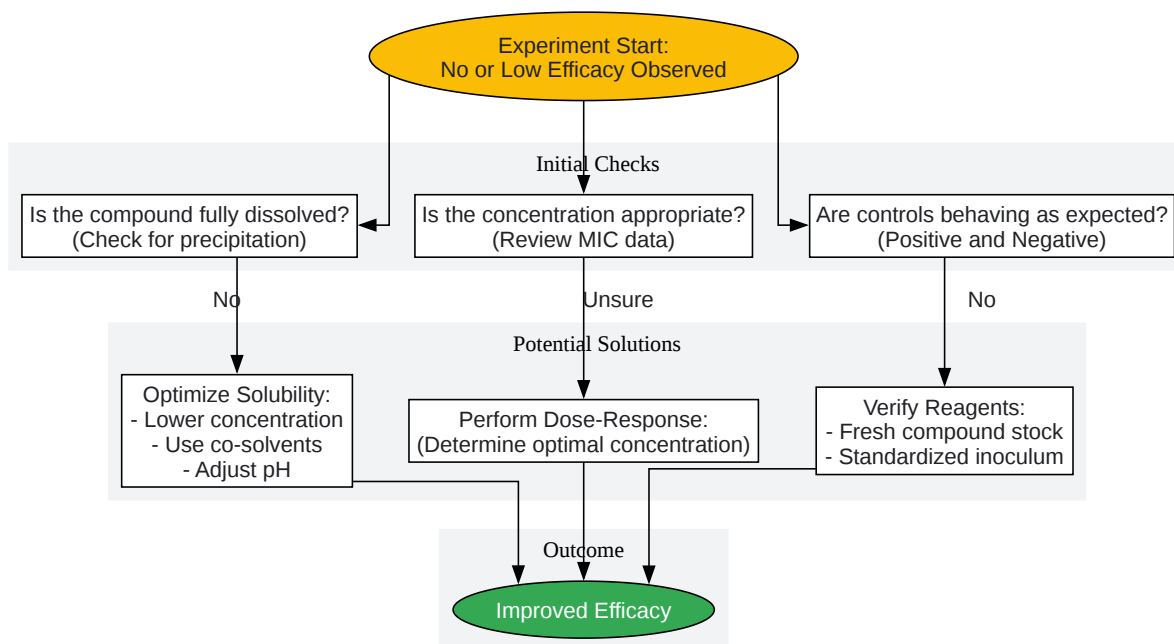 Experiment Start:
No or Low Efficacy Observed
Initial Checks
Is the compound fully dissolved?
(Check for precipitation)
Is the concentration appropriate?
(Review MIC data)
Are controls behaving as expected?
(Positive and Negative)
No
Unsure
No
Potential Solutions
Optimize Solubility:
- Lower concentration
- Use co-solvents
- Adjust pH
Perform Dose-Response:
(Determine optimal concentration)
Verify Reagents:
- Fresh compound stock
- Standardized inoculum
Outcome
Improved Efficacy